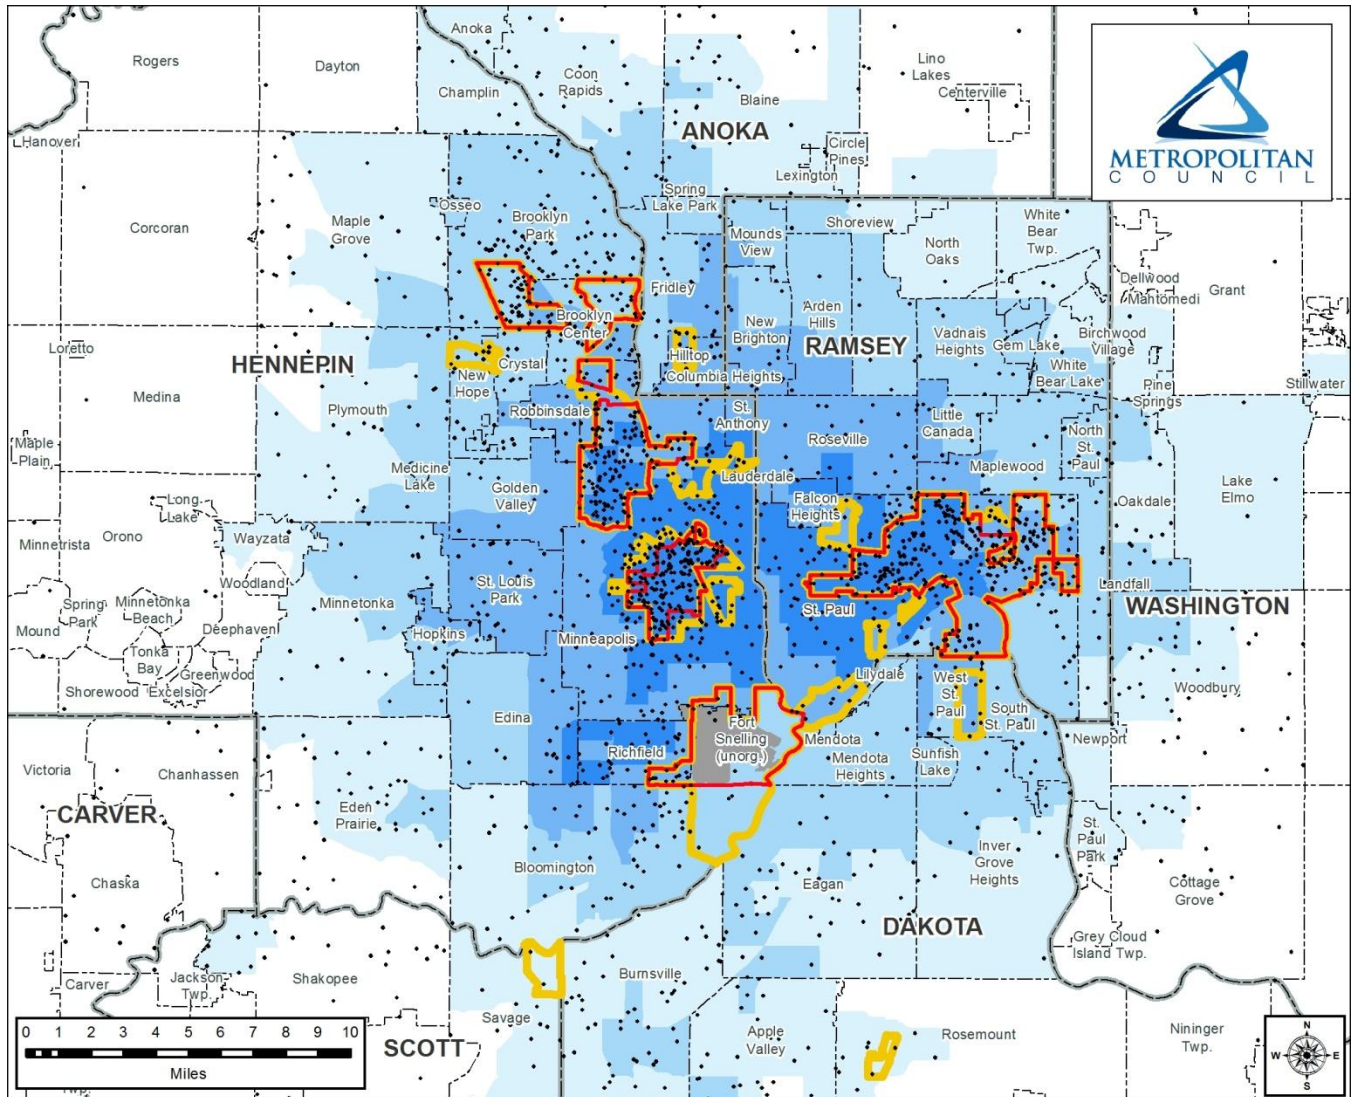 Anoka
Rogers
Dayton
Coon
Rapids
Champlin
Lino
Lakes
Centerville
Blaine
ANOKA
METROPOLITAN
COUNCIL
Hanover
Circle
Pines
Lexington
Spring
Lake Park
Osseo
Brooklyn
Park
Maple
Grove
Corcoran
Mounds
View
Shoreview
White
Bear
Twp.
North
Oaks
Dellwood
Mahtomedi
Grant
Fridley
Brooklyn
Center
Arden
Hills
New
Brighton
RAMSEY
Vadnais
Heights
Gem Lake
Birchwood
Village
White
Bear Lake
Loretto
HENNEPIN
Crystal
New
Hope
Hilltop
Columbia Heights
Pine
Springs
Stillwater
Medina
Plymouth
Robbinsdale
St.
Anthony
Little
Canada
Roseville
North
St.
Paul
Maple
Plain
Medicine
Lake
Golden
Valley
Lauderdale
Maplewood
Falcon
Heights
Oakdale
Lake
Elmo
Long
Lake
Orono
Minnetrista
Wayzata
Woodland
St. Louis
Park
Minnetonka
Landfall
WASHINGTON
Spring
Park
Minnetonka
Beach
Mound
Deephaven
Hopkins
Minneapolis
St. Paul
Tonka
Bay
Greenwood
Shorewood
Excelsior
Lilydale
West
St.
Paul
South
St. Paul
Woodbury
Edina
Richfield
Fort
Snelling
(unorg.)
Mendota
Mendota
Heights
Sunfish
Lake
Newport
Victoria
Chanhassen
CARVER
Eden
Prairie
St.
Paul
Park
Inver
Grove
Heights
Bloomington
Eagan
Chaska
Cottage
Grove
DAKOTA
Grey Cloud
Island Twp.
Carver
Jackson
Twp.
Shakopee
Burnsville
Savage
SCOTT
Apple
Valley
Rosemount
Nininger
Twp.
0 1 2 3 4 5 6 7 8 9 10
Miles
N
W E
S